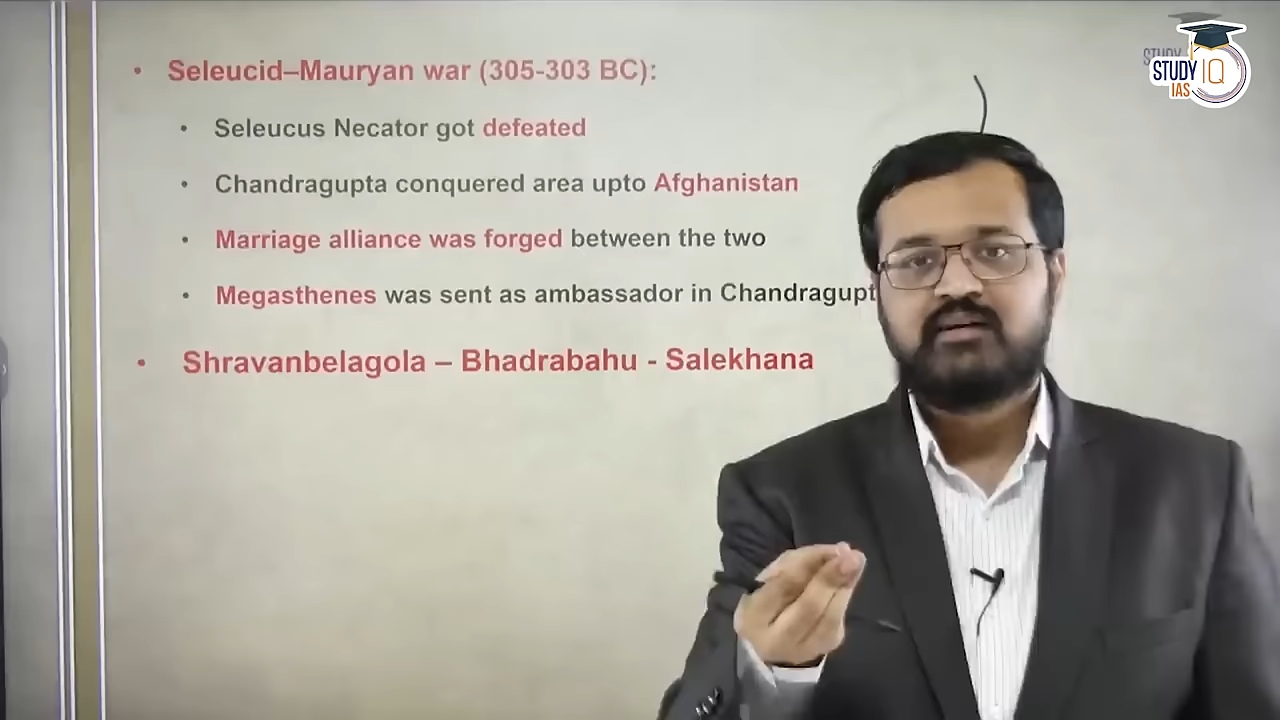 Seleucid–Mauryan war (305-303 BC):
Seleucus Necator got defeated
Chandragupta conquered area upto Afghanistan
Marriage alliance was forged between the two
Megasthenes was sent as ambassador in Chandragupt
Shravanbelagola – Bhadrabahu - Salekhana
STUDY IQ
IAS